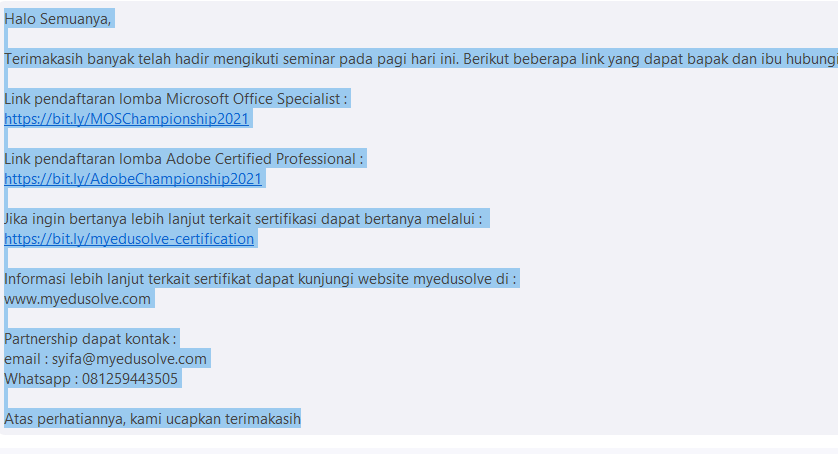 Halo Semuanya,
Terimakasih banyak telah hadir mengikuti seminar pada pagi hari ini. Berikut beberapa link yang dapat bapak dan ibu hubungi
Link pendaftaran lomba Microsoft Office Specialist :
https://bit.ly/MOSChampionship2021
Link pendaftaran lomba Adobe Certified Professional :
https://bit.ly/AdobeChampionship2021
Jika ingin bertanya lebih lanjut terkait sertifikasi dapat bertanya melalui :
https://bit.ly/myedusolve-certification
Informasi lebih lanjut terkait sertifikat dapat kunjungi website myedusolve di :
www.myedusolve.com
Partnership dapat kontak :
email : syifa@myedusolve.com
Whatsapp : 081259443505
Atas perhatiannya, kami ucapkan terimakasih